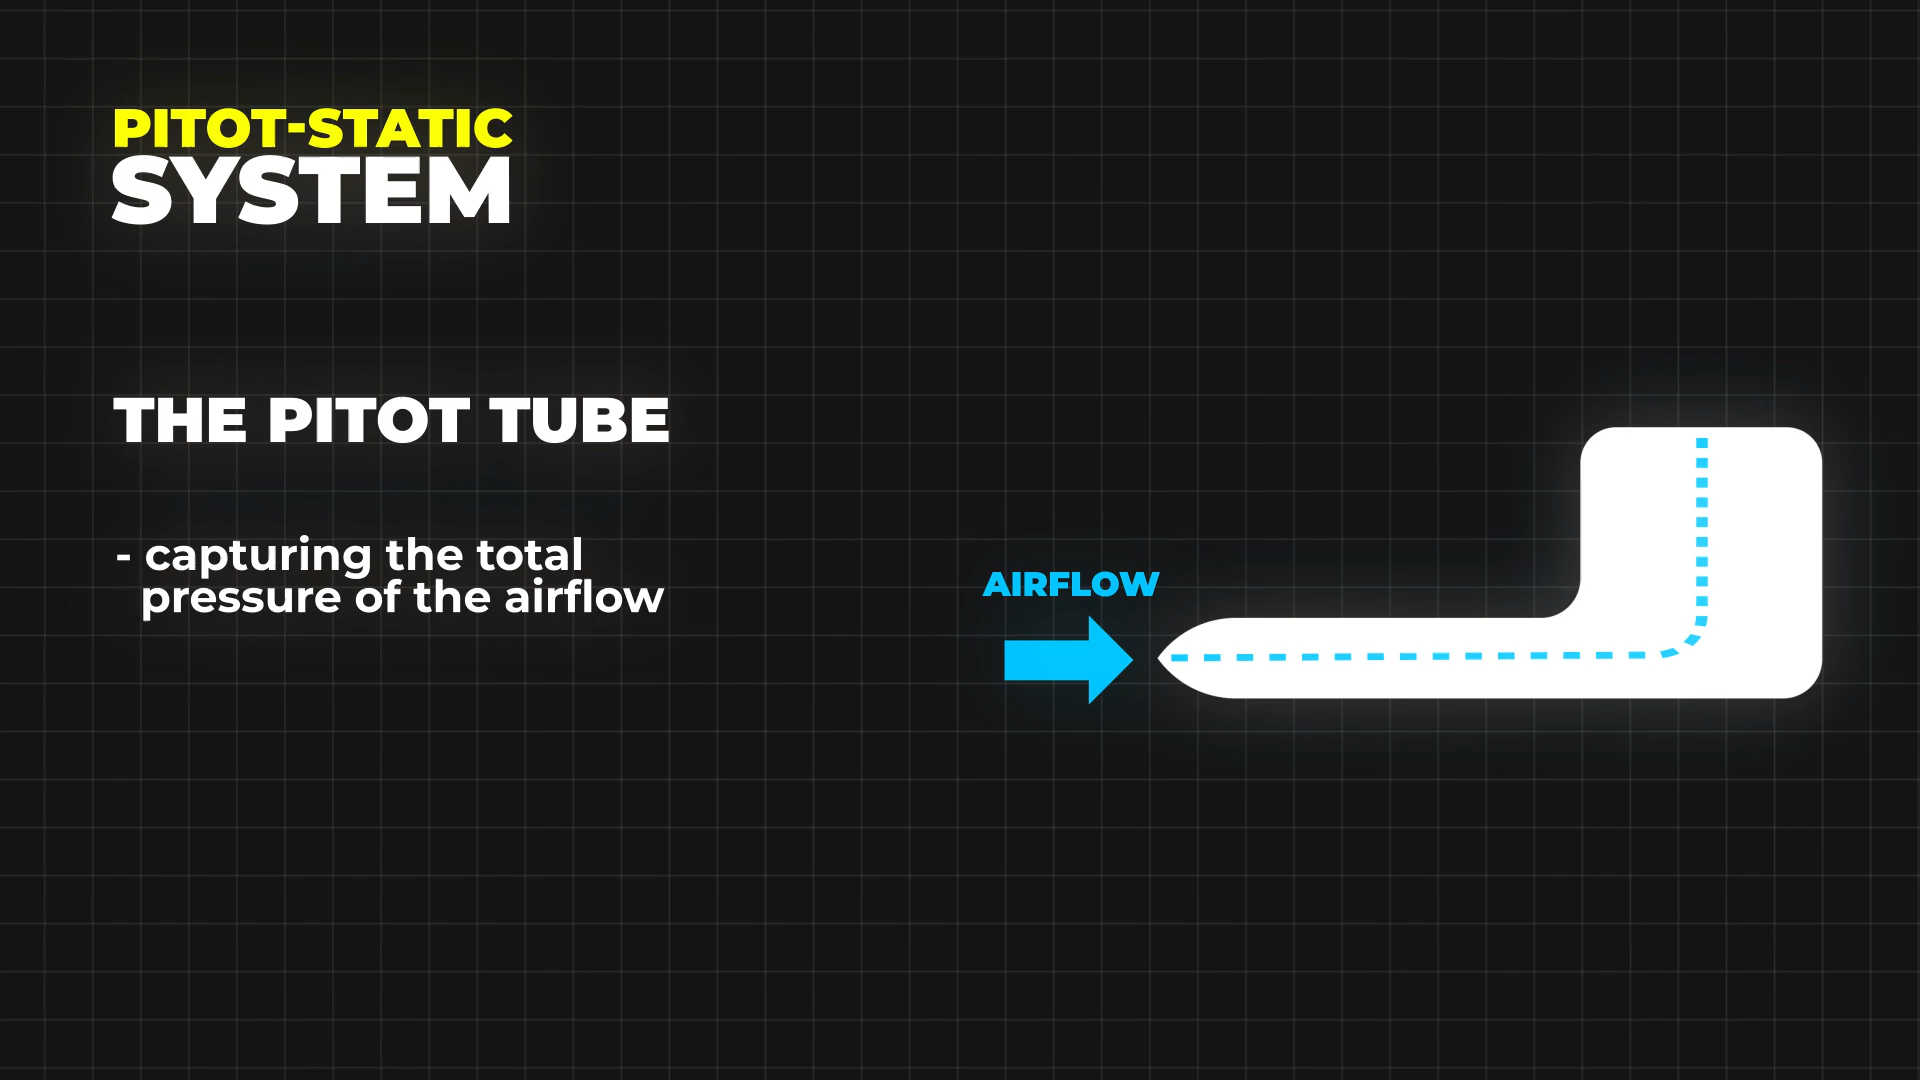 PITOT-STATIC
SYSTEM
THE PITOT TUBE
- capturing the total
pressure of the airflow
AIRFLOW